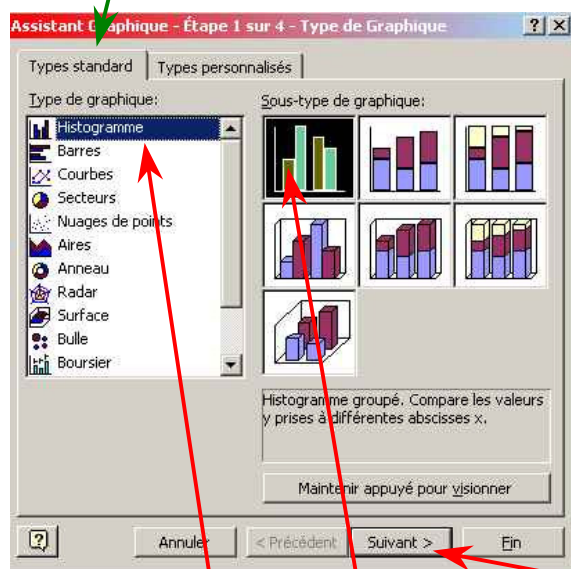 Assistant Graphique - Étape 1 sur 4 - Type de Graphique
Types standard
Types personnalisés
Type de graphique:
Histogramme
Barres
Courbes
Secteurs
Nuages de points
Aires
Anneau
Radar
Surface
Bulle
Boursier
Sous-type de graphique:
Histogramme groupé. Compare les valeurs
y prises à différentes abscisses x.
Maintenir appuyé pour visionner
Annuler
< Précédent
Suivant >
Fin